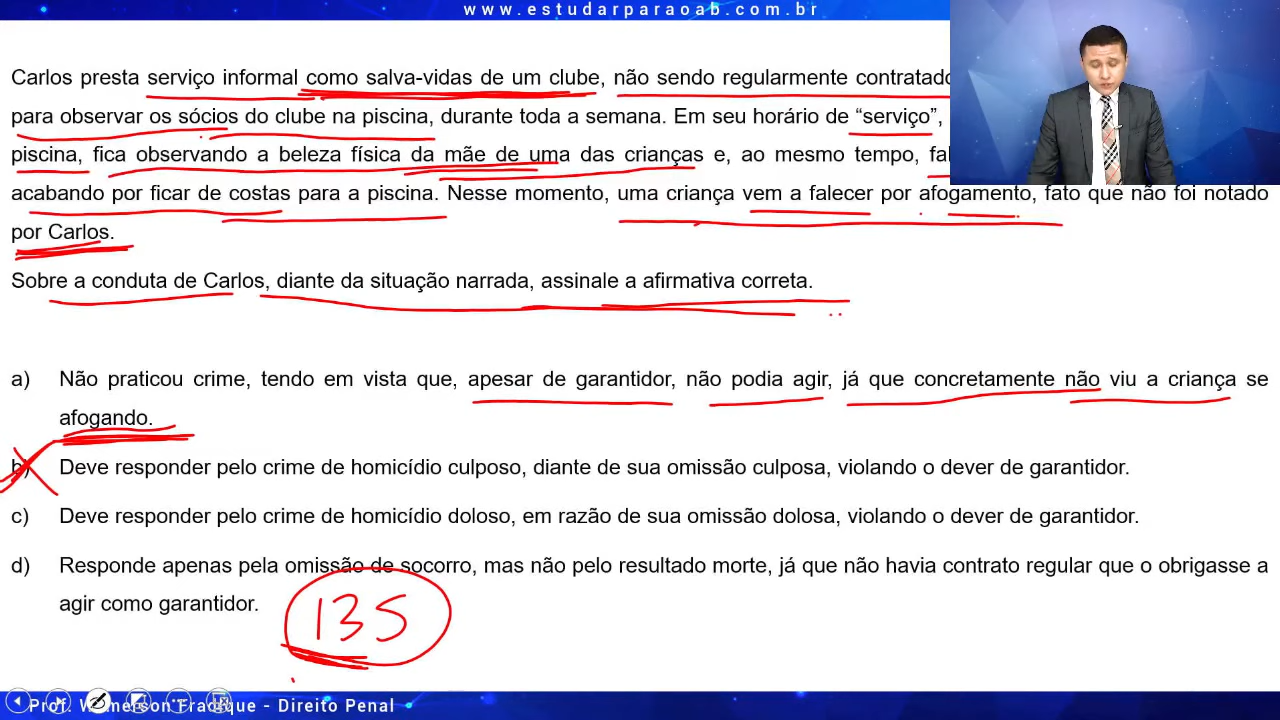 www.estudarparaoab.com.br
Carlos presta serviço informal como salva-vidas de um clube, não sendo regularmente contratado
para observar os sócios do clube na piscina, durante toda a semana. Em seu horário de “serviço”,
piscina, fica observando a beleza física da mãe de uma das crianças e, ao mesmo tempo,
acabando por ficar de costas para a piscina. Nesse momento, uma criança vem a falecer por afogamento, fato que não foi notado
por Carlos.
Sobre a conduta de Carlos, diante da situação narrada, assinale a afirmativa correta.
a) Não praticou crime, tendo em vista que, apesar de garantidor, não podia agir, já que concretamente não viu a criança se
afogando.
b) Deve responder pelo crime de homicídio culposo, diante de sua omissão culposa, violando o dever de garantidor.
c) Deve responder pelo crime de homicídio doloso, em razão de sua omissão dolosa, violando o dever de garantidor.
d) Responde apenas pela omissão de socorro, mas não pelo resultado morte, já que não havia contrato regular que o obrigasse a
agir como garantidor.
135
Prof. - Direito Penal